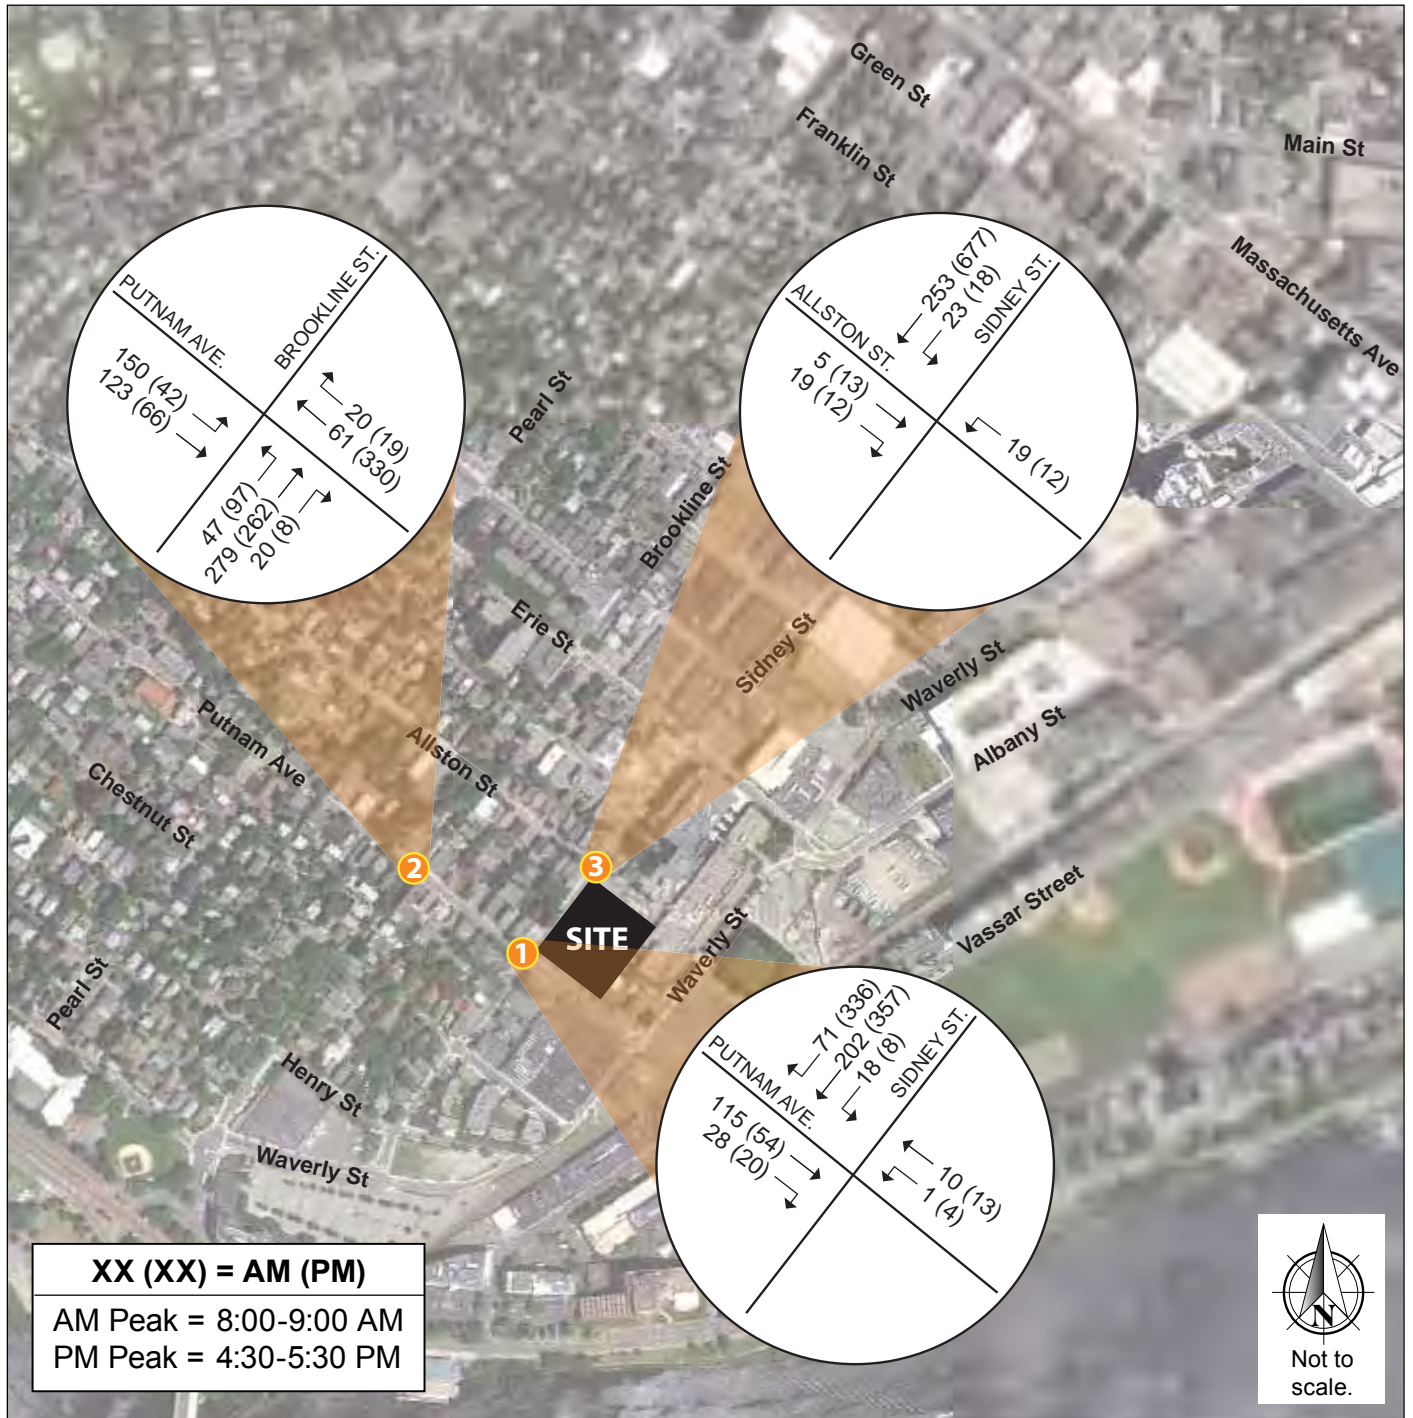 Green St
Franklin St
Main St
Massachusetts Ave
PUTNAM AVE.
BROOKLINE ST.
150 (42)
123 (66)
20 (19)
61 (330)
47 (97)
279 (262)
20 (8)
253 (677)
23 (18)
SIDNEY ST.
ALLSTON ST.
5 (13)
19 (12)
19 (12)
Pearl St
Brookline St
Erie St
Sidney St
Waverly St
Albany St
Putnam Ave
Allston St
Chestnut St
2
3
Vassar Street
SITE
1
Waverly St
Pearl St
71 (336)
202 (357)
18 (8)
SIDNEY ST.
PUTNAM AVE.
115 (54)
28 (20)
10 (13)
1 (4)
Henry St
Waverly St
XX (XX) = AM (PM)
AM Peak = 8:00-9:00 AM
PM Peak = 4:30-5:30 PM
N
Not to
scale.